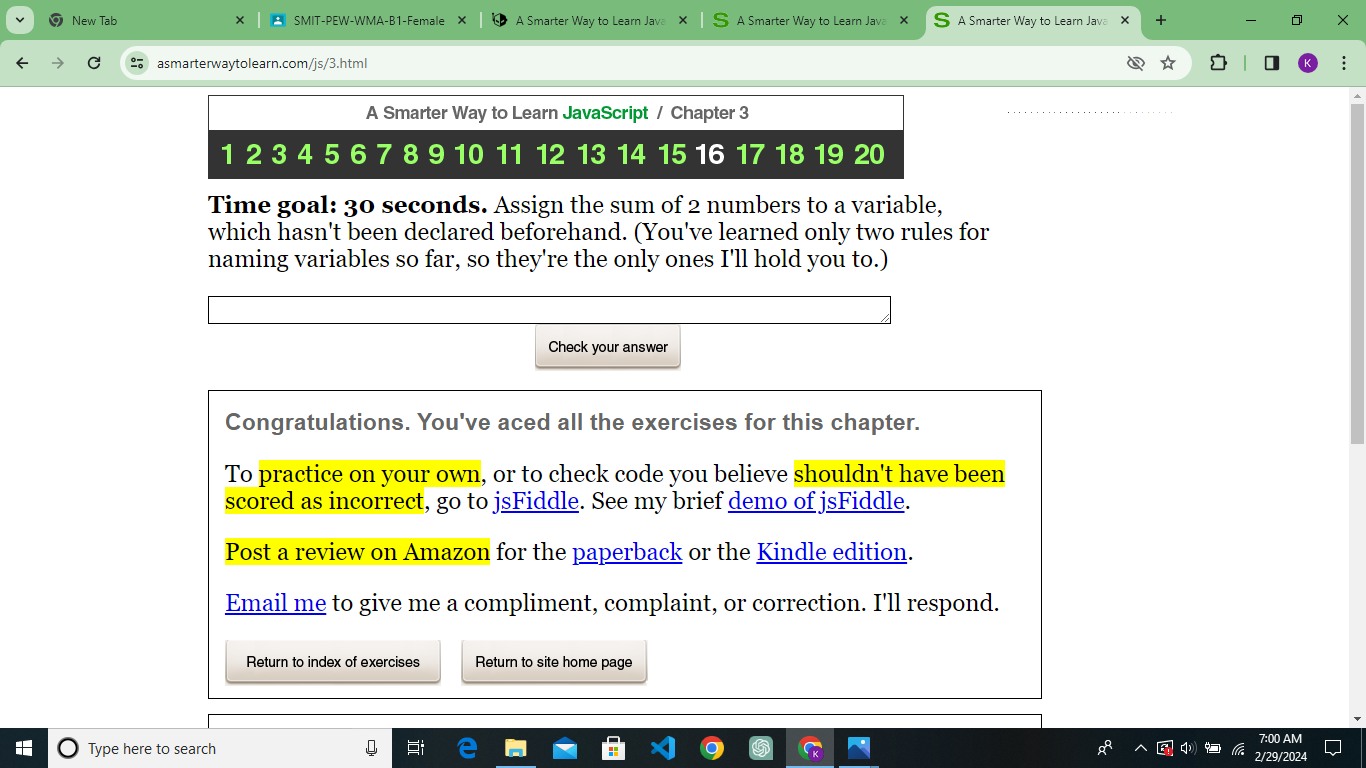 New Tab
SMIT-PEW-WMA-B1-Female
A Smarter Way to Learn Java
A Smarter Way to Learn Java
A Smarter Way to Learn Java
asmarterwaytolearn.com/js/3.html
K
A Smarter Way to Learn JavaScript / Chapter 3
1 2 3 4 5 6 7 8 9 10 11 12 13 14 15 16 17 18 19 20
Time goal: 30 seconds. Assign the sum of 2 numbers to a variable,
which hasn't been declared beforehand. (You've learned only two rules for
naming variables so far, so they're the only ones I'll hold you to.)
Check your answer
Congratulations. You've aced all the exercises for this chapter.
To practice on your own, or to check code you believe shouldn't have been
scored as incorrect, go to jsFiddle. See my brief demo of jsFiddle.
Post a review on Amazon for the paperback or the Kindle edition.
Email me to give me a compliment, complaint, or correction. I'll respond.
Return to index of exercises
Return to site home page
Type here to search
K
7:00 AM
2/29/2024